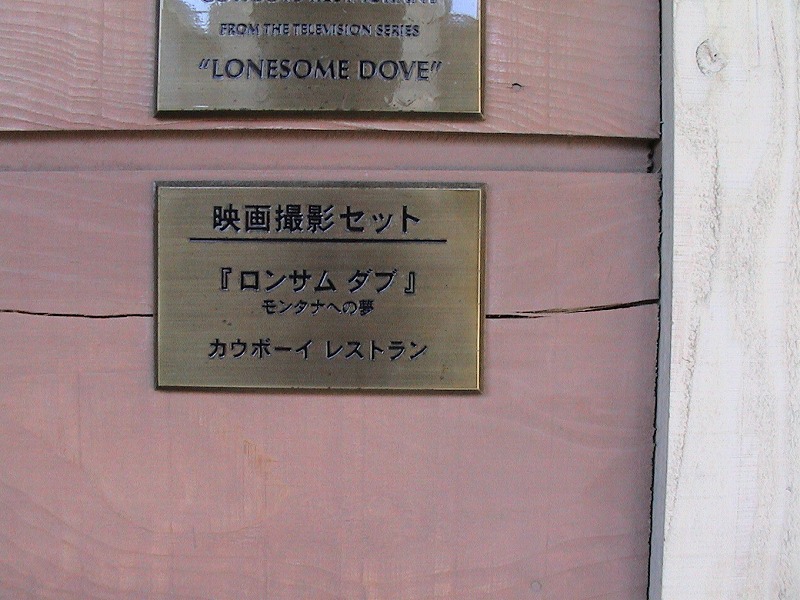 FROM THE TELEVISION SERIES
“LONESOME DOVE”
映画撮影セット
『ロンサム ダブ』
モンタナへの夢
カウボーイ レストラン